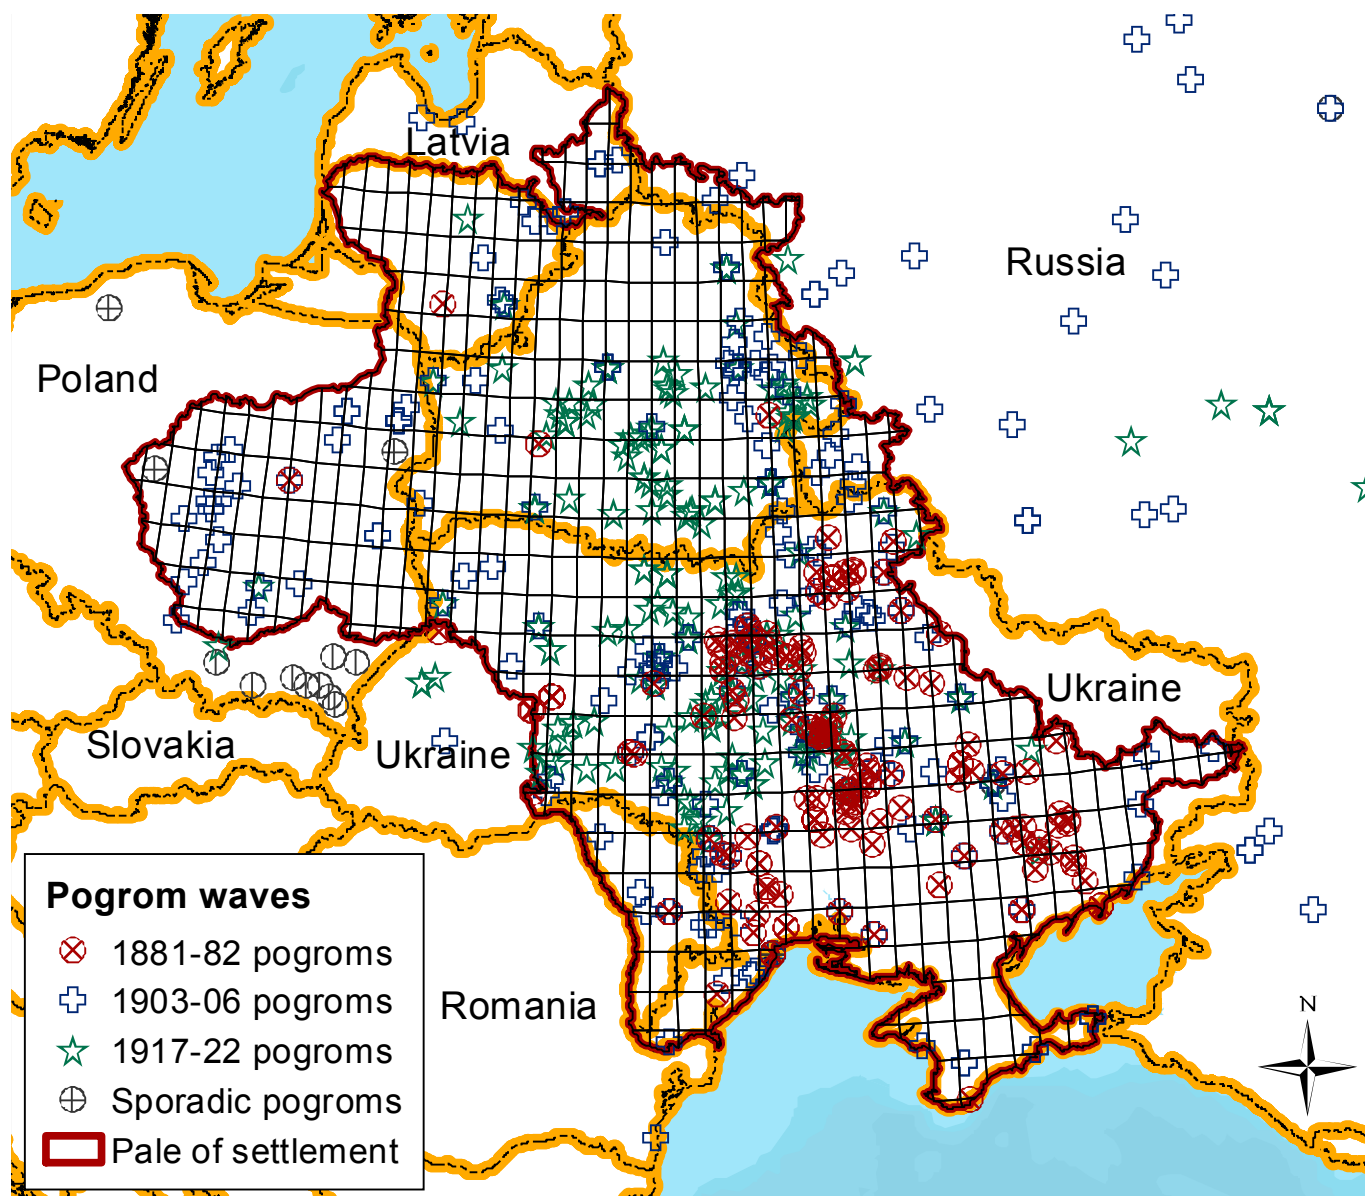 Latvia
Russia
Poland
Ukraine
Slovakia
Ukraine
Romania
Pogrom waves
1881-82 pogroms
1903-06 pogroms
1917-22 pogroms
Sporadic pogroms
Pale of settlement
N